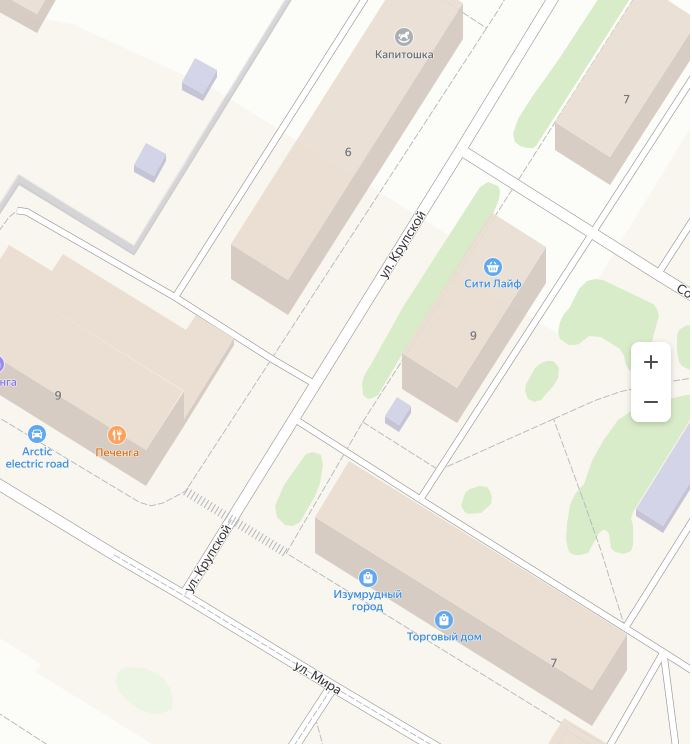 Капитошка
7
6
ул. Крупской
Сити Лайф
Со
9
+
нга
9
−
Arctic
electric road
Печенга
ул. Крупской
Изумрудный
город
Торговый дом
7
ул. Мира